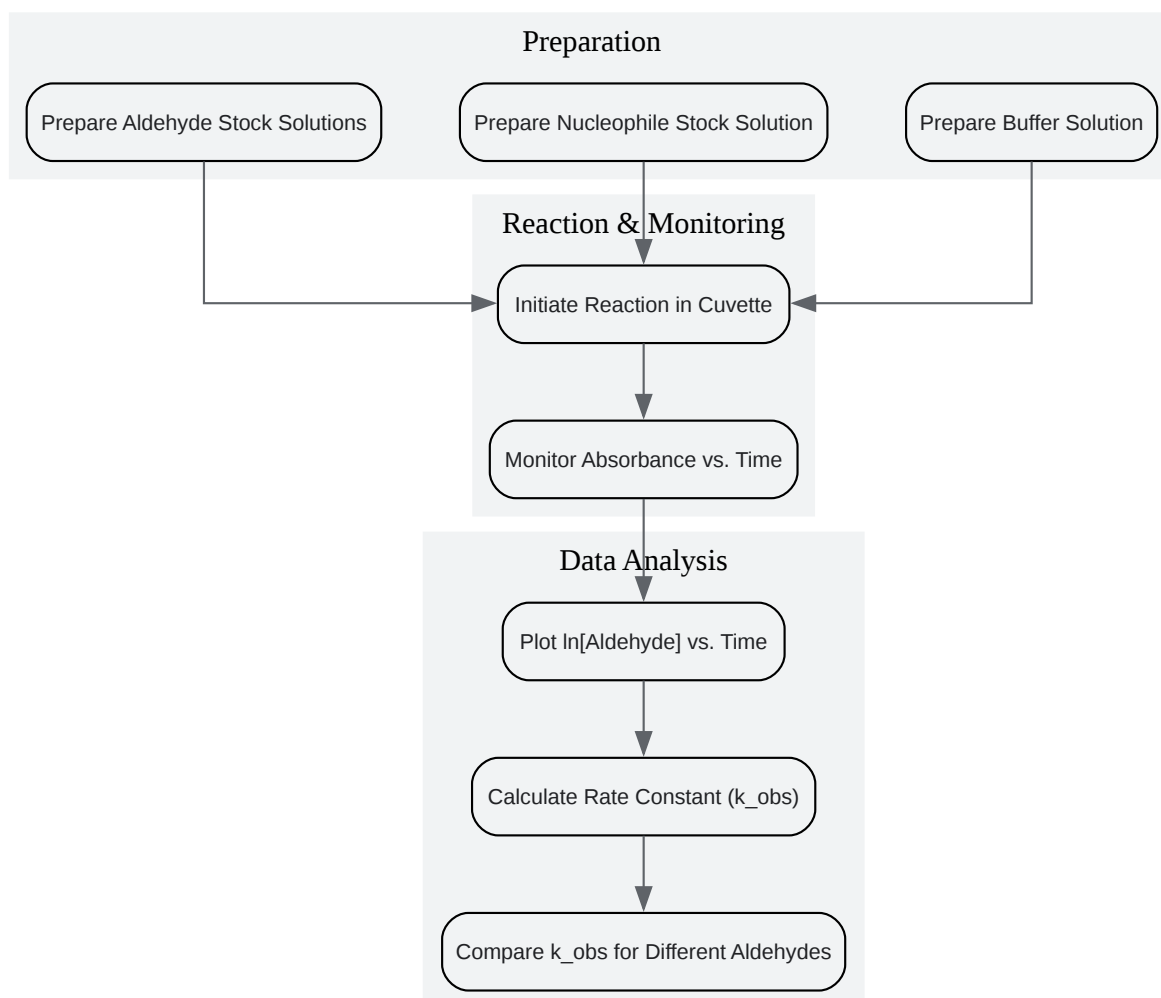 Preparation
Prepare Aldehyde Stock Solutions
Prepare Nucleophile Stock Solution
Prepare Buffer Solution
Reaction & Monitoring
Initiate Reaction in Cuvette
Monitor Absorbance vs. Time
Data Analysis
Plot ln[Aldehyde] vs. Time
Calculate Rate Constant (k_obs)
Compare k_obs for Different Aldehydes